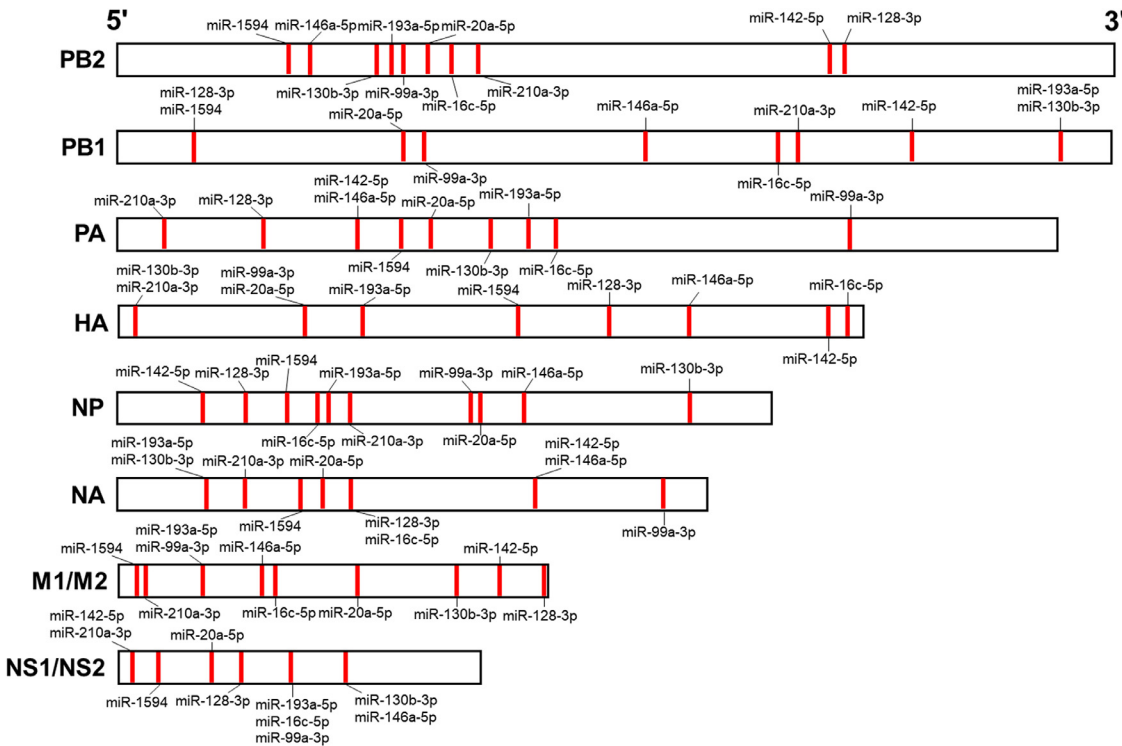 5' 3'
miR-1594 miR-146a-5p miR-193a-5p miR-20a-5p miR-142-5p miR-128-3p
PB2
miR-130b-3p miR-99a-3p miR-16c-5p miR-210a-3p
miR-128-3p miR-193a-5p
miR-1594 miR-20a-5p miR-146a-5p miR-210a-3p miR-142-5p miR-130b-3p
PB1
miR-99a-3p miR-16c-5p
miR-142-5p
miR-210a-3p miR-128-3p miR-146a-5p miR-20a-5p miR-193a-5p miR-99a-3p
PA
miR-1594 miR-130b-3p miR-16c-5p
miR-130b-3p miR-99a-3p
miR-210a-3p miR-20a-5p miR-193a-5p miR-1594 miR-128-3p miR-146a-5p miR-16c-5p
HA
miR-142-5p
miR-142-5p miR-128-3p miR-1594 miR-193a-5p miR-99a-3p miR-146a-5p miR-130b-3p
NP
miR-16c-5p miR-210a-3p miR-20a-5p
miR-193a-5p miR-142-5p
miR-130b-3p miR-210a-3p miR-20a-5p miR-146a-5p
NA
miR-1594 miR-128-3p miR-99a-3p
miR-16c-5p
miR-193a-5p
miR-1594 miR-99a-3p miR-146a-5p miR-142-5p
M1/M2
miR-210a-3p miR-16c-5p miR-20a-5p miR-130b-3p miR-128-3p
miR-142-5p
miR-210a-3p miR-20a-5p
NS1/NS2
miR-1594 miR-128-3p miR-193a-5p miR-130b-3p
miR-16c-5p miR-146a-5p
miR-99a-3p